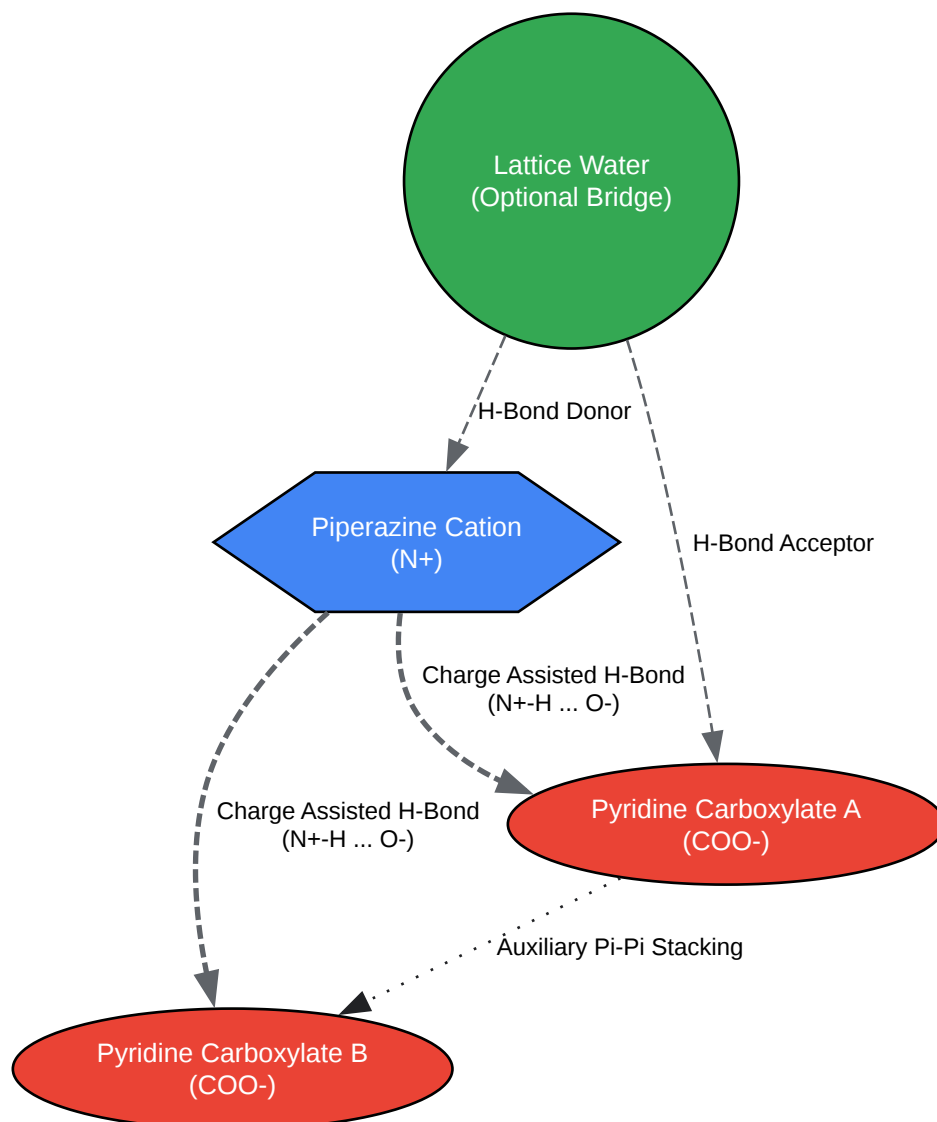 Lattice Water
(Optional Bridge)
H-Bond Donor
Piperazine Cation
(N+)
H-Bond Acceptor
Charge Assisted H-Bond
(N+-H ... O-)
Charge Assisted H-Bond
(N+-H ... O-)
Pyridine Carboxylate A
(COO-)
Auxiliary Pi-Pi Stacking
Pyridine Carboxylate B
(COO-)